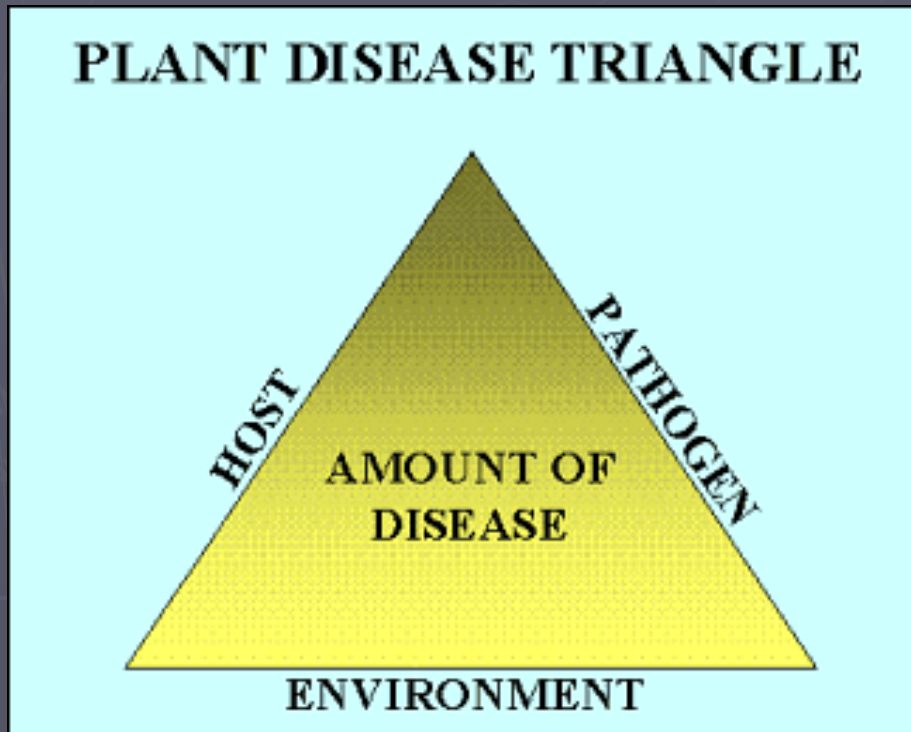 PLANT DISEASE TRIANGLE
HOST
PATHOGEN
AMOUNT OF
DISEASE
ENVIRONMENT